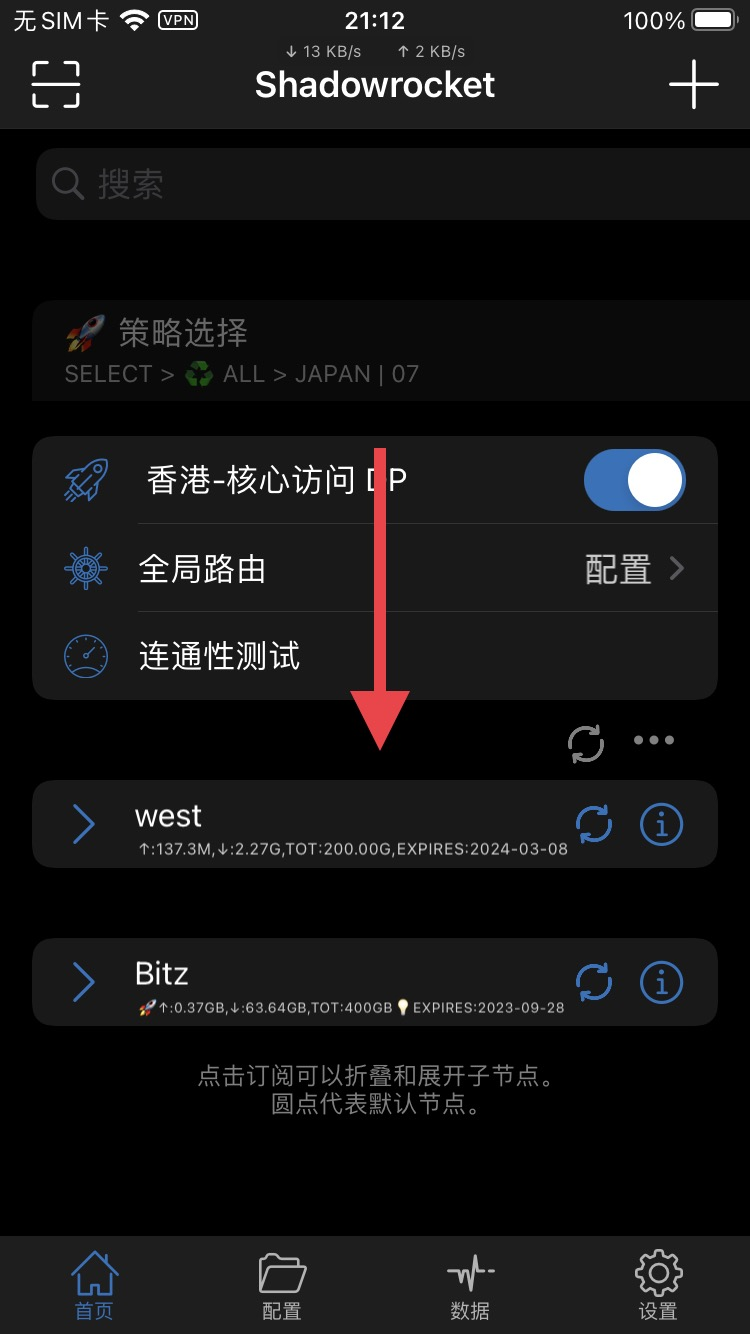 无SIM卡 VPN 21:12 100%
↓ 13 KB/s ↑ 2 KB/s
Shadowrocket
搜索
🚀 策略选择
SELECT > ♻️ ALL > JAPAN | 07
香港-核心访问 DP
全局路由 配置
连通性测试
west
↑:137.3M,↓:2.27G,TOT:200.00G,EXPIRES:2024-03-08
Bitz
🚀↑:0.37GB,↓:63.64GB,TOT:400GB💡EXPIRES:2023-09-28
点击订阅可以折叠和展开子节点。
圆点代表默认节点。
首页 配置 数据 设置